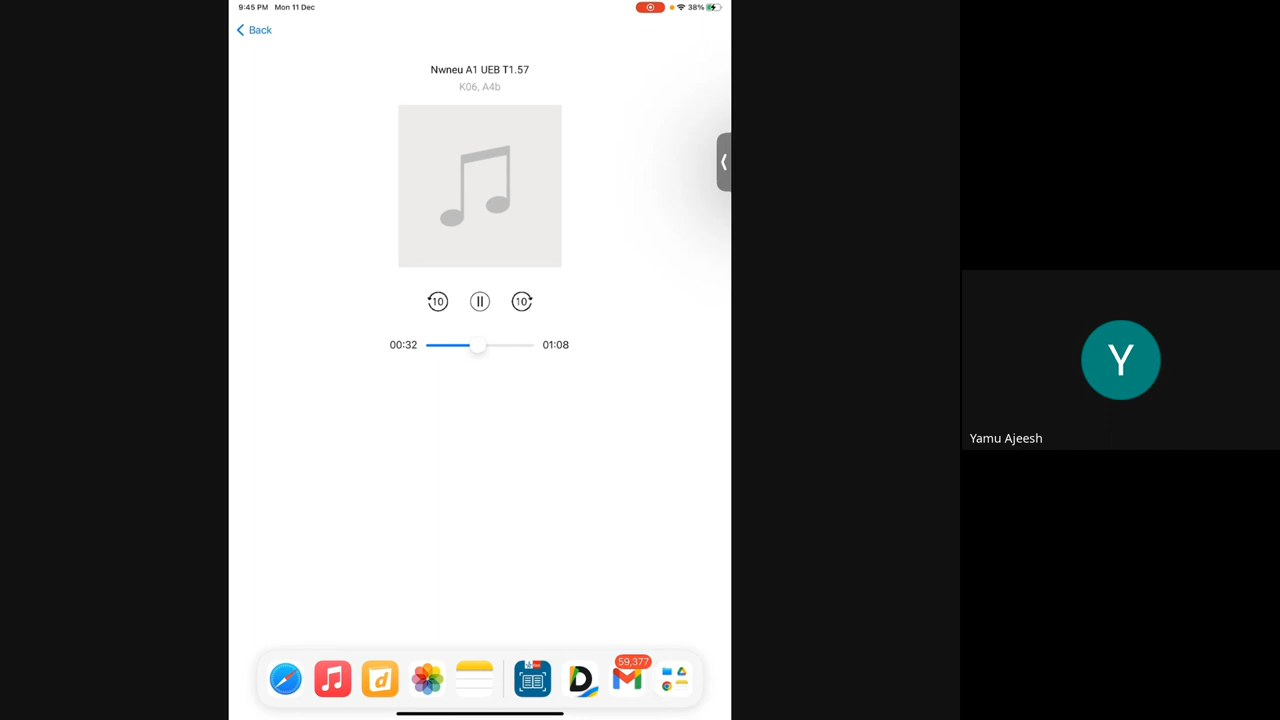 9:45 PM Mon 11 Dec
38%
Back
Nwneu A1 UEB T1.57
K06, A4b
10
10
00:32
01:08
Y
Yamu Ajeesh
59,377
d
D